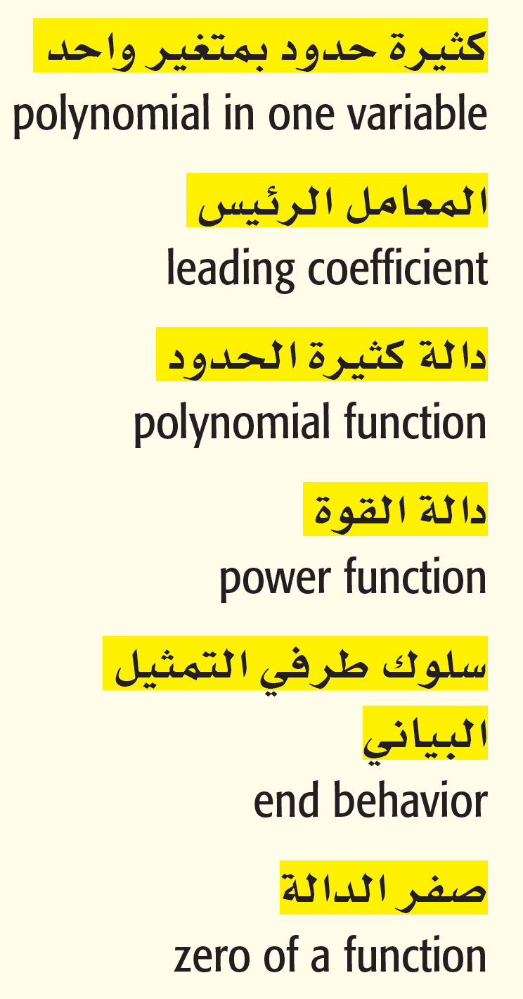 كثيرة حدود بمتغير واحد
polynomial in one variable
المعامل الرئيس
leading coefficient
دالة كثيرة الحدود
polynomial function
دالة القوة
power function
سلوك طرفي التمثيل
البياني
end behavior
صفر الدالة
zero of a function